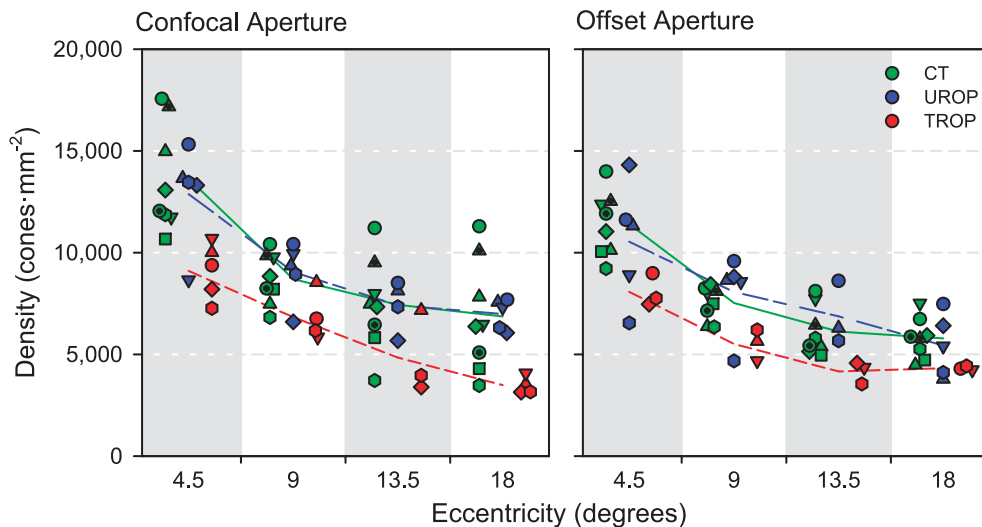 Confocal Aperture
Offset Aperture
20,000
15,000
10,000
5,000
0
Density (cones·mm⁻²)
CT
UROP
TROP
4.5 9 13.5 18
4.5 9 13.5 18
Eccentricity (degrees)